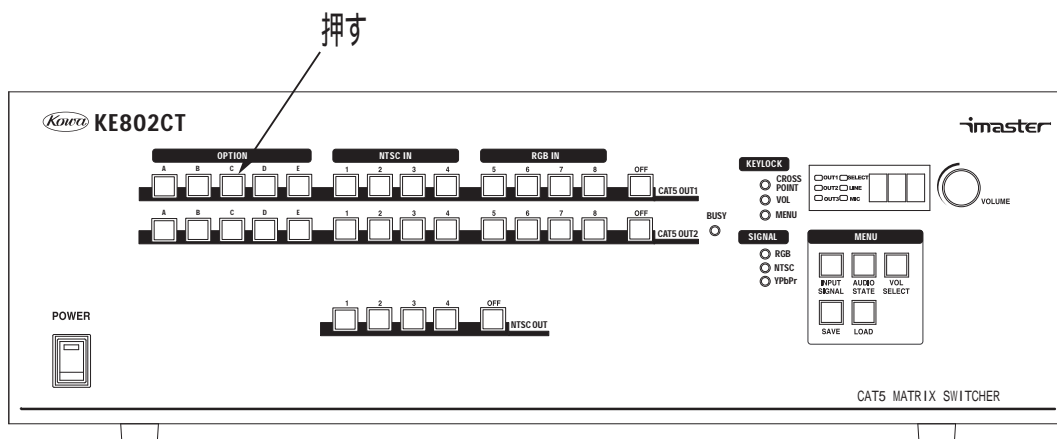 押す
Kowa KE802CT
imaster
OPTION NTSC IN RGB IN
A B C D E 1 2 3 4 5 6 7 8 OFF
CAT5 OUT1
A B C D E 1 2 3 4 5 6 7 8 OFF
CAT5 OUT2
BUSY
KEYLOCK
CROSS
POINT
VOL
MENU
SIGNAL
RGB
NTSC
YPbPr
OUT1 SELECT
OUT2 LINE
OUT3 MIC
VOLUME
MENU
INPUT
SIGNAL
AUDIO
STATE
VOL
SELECT
SAVE LOAD
1 2 3 4 OFF
NTSC OUT
POWER
CAT5 MATRIX SWITCHER